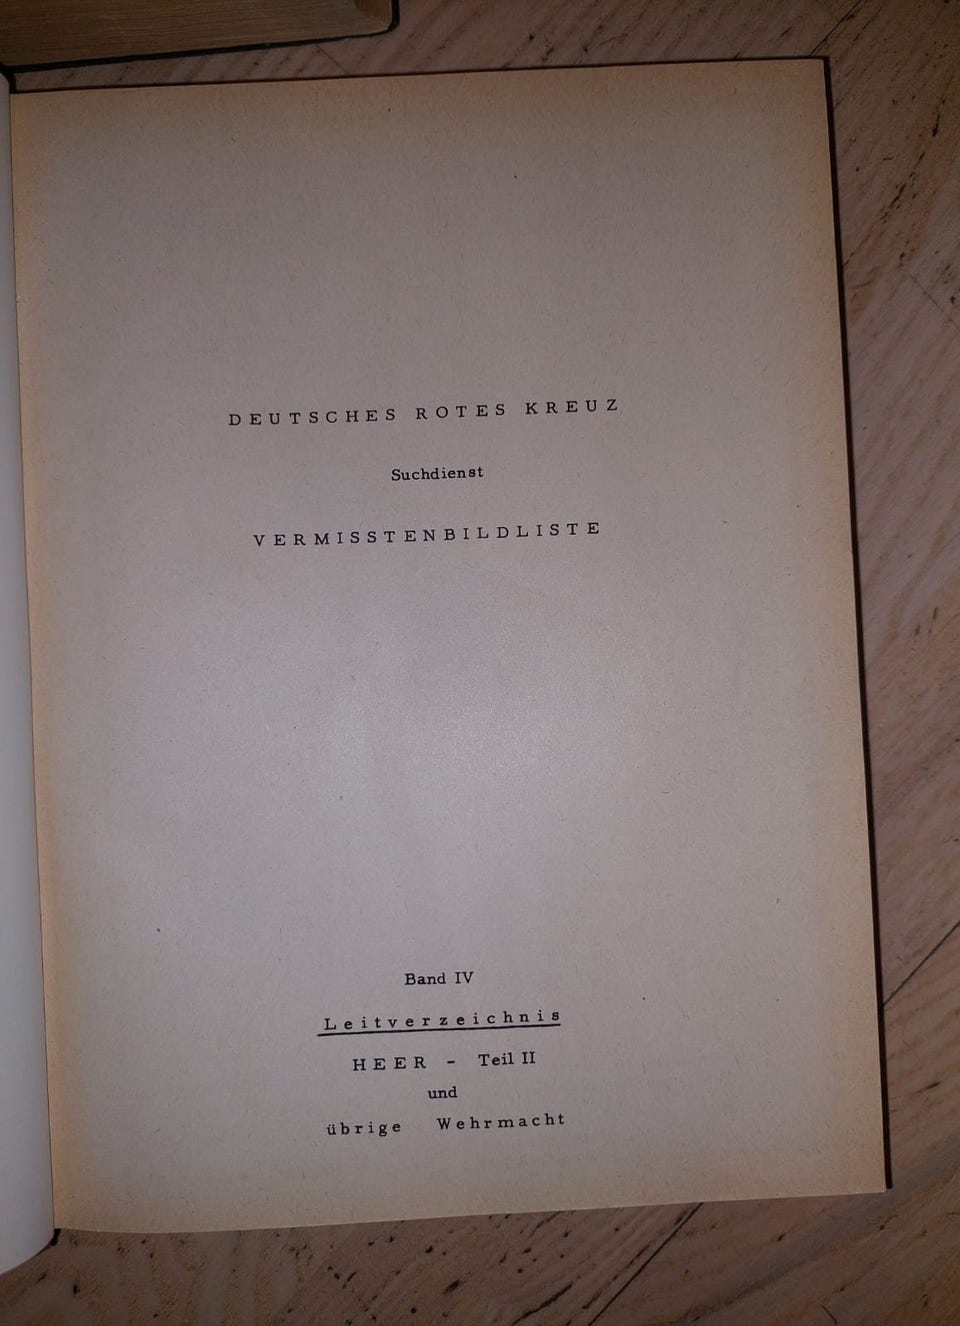 DEUTSCHES ROTES KREUZ
Suchdienst
VERMISSTENBILDLISTE
Band IV
Leitverzeichnis
HEER - Teil II
und
übrige Wehrmacht